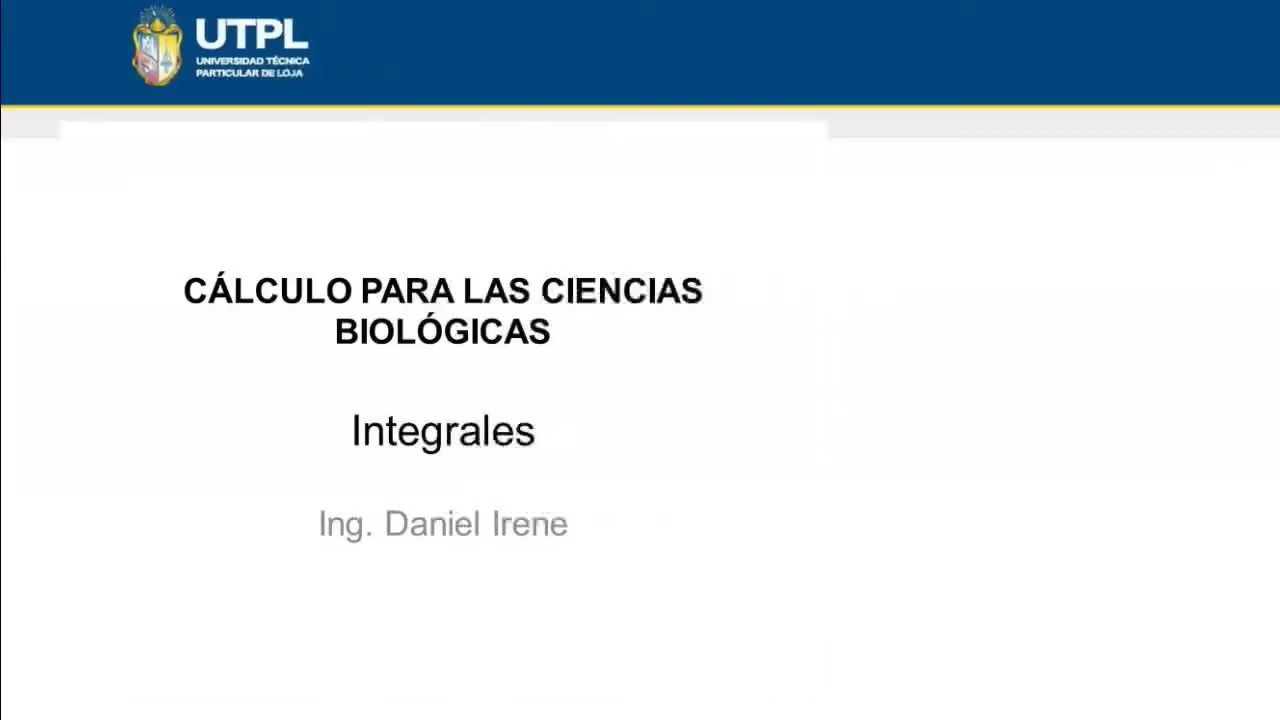 UTPL
UNIVERSIDAD TÉCNICA
PARTICULAR DE LOJA
CÁLCULO PARA LAS CIENCIAS
BIOLÓGICAS
Integrales
Ing. Daniel Irene